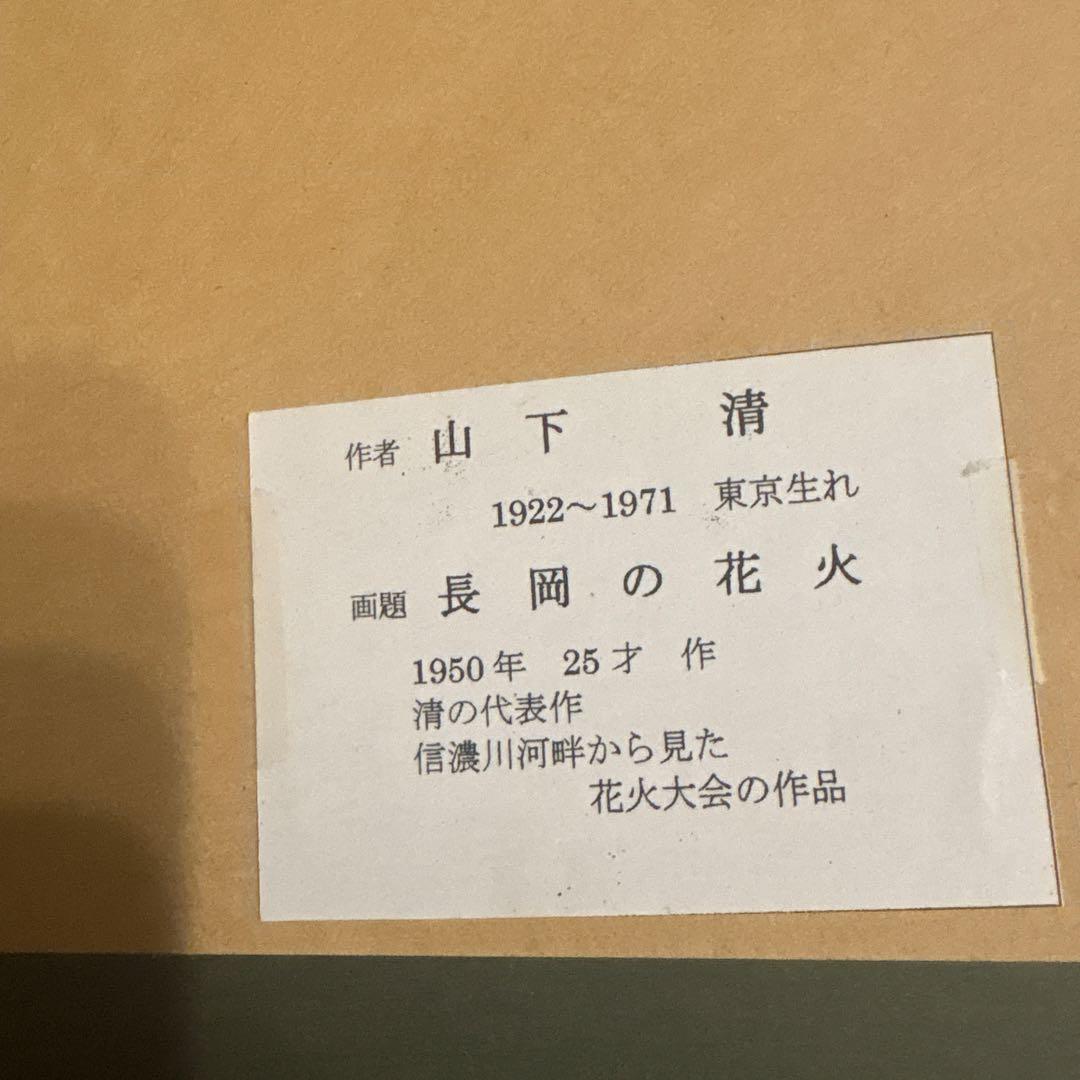 作者 山下 清
1922～1971 東京生れ
画題 長岡の花火
1950年 25才 作
清の代表作
信濃川河畔から見た
花火大会の作品